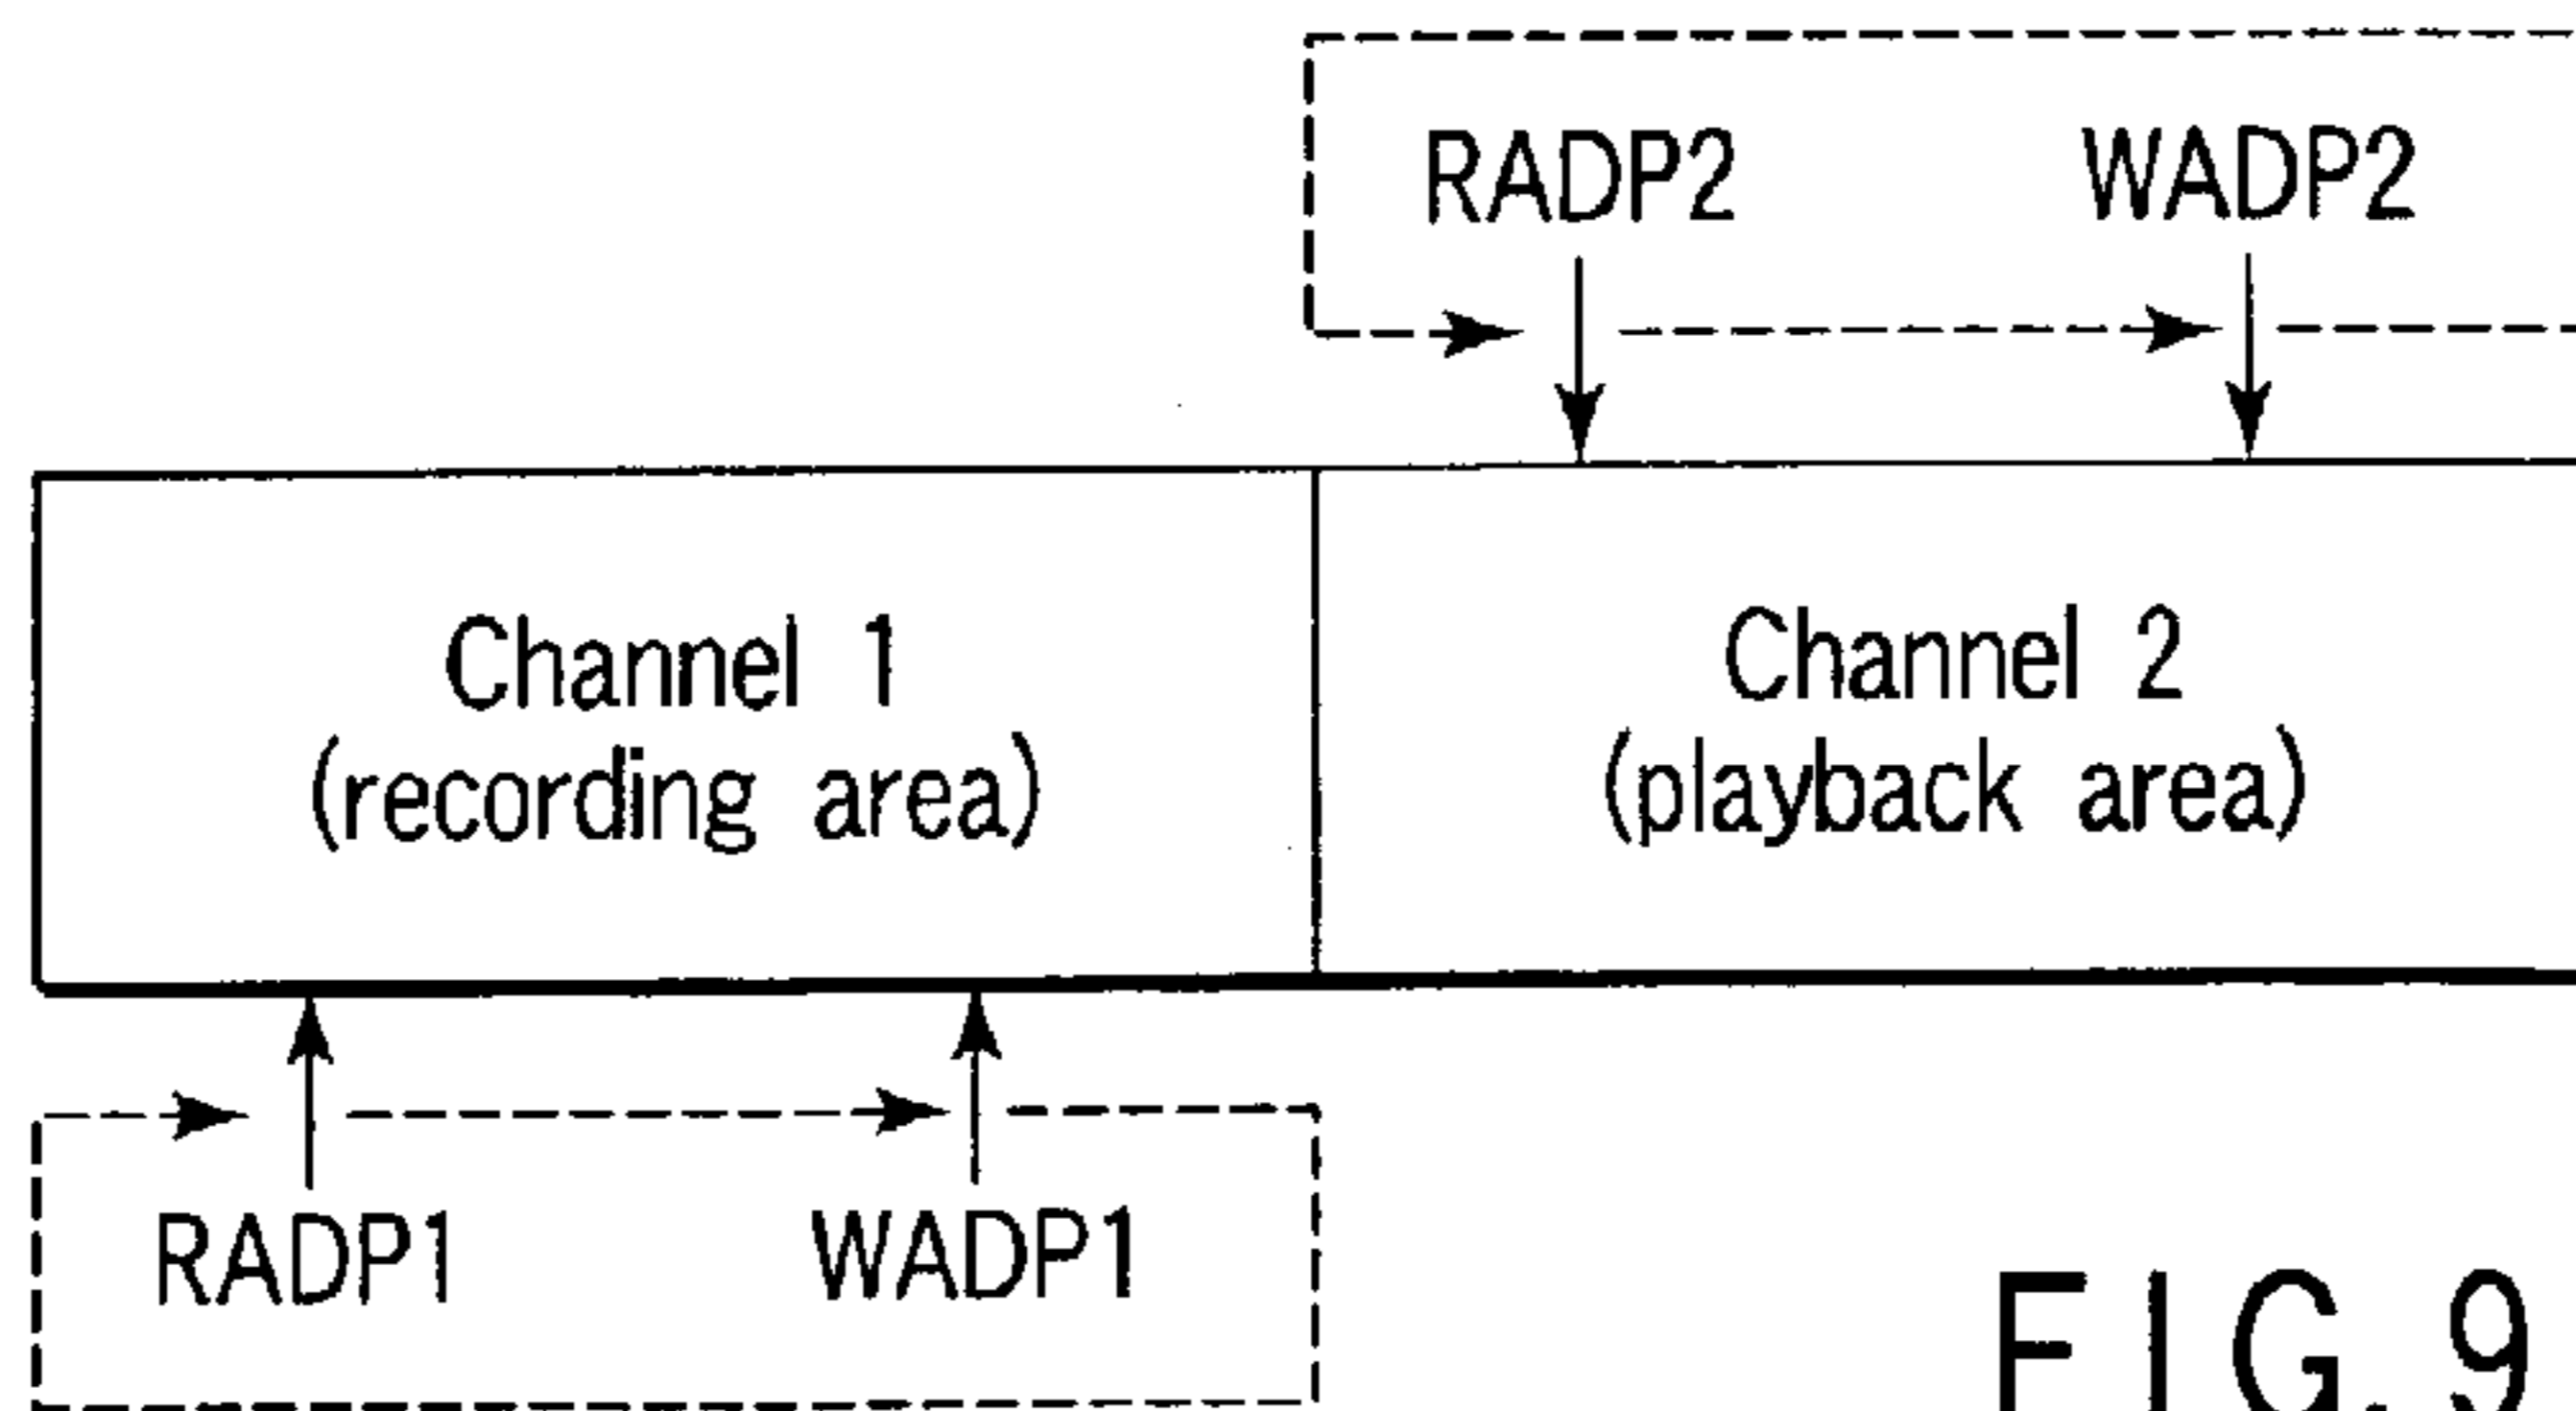 RADP2 WADP2
Channel 1
(recording area)
Channel 2
(playback area)
RADP1 WADP1
FIG. 9